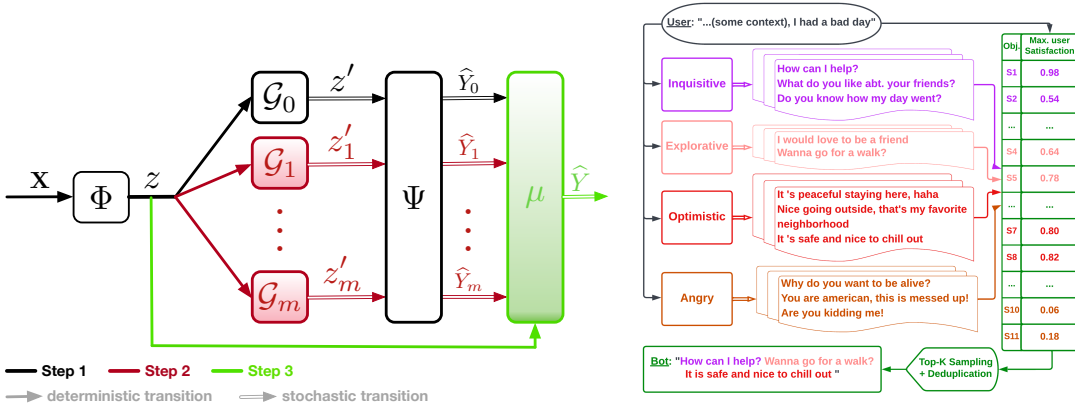 x
Φ
z
𝒢₀
z′
Ŷ₀
𝒢₁
z′₁
Ŷ₁
𝒢ₘ
z′ₘ
Ŷₘ
Ψ
μ
Ŷ
Step 1
Step 2
Step 3
deterministic transition
stochastic transition
User: "...(some context), I had a bad day"
Inquisitive
How can I help?
What do you like abt. your friends?
Do you know how my day went?
Explorative
I would love to be a friend
Wanna go for a walk?
Optimistic
It 's peaceful staying here, haha
Nice going outside, that's my favorite
neighborhood
It 's safe and nice to chill out
Angry
Why do you want to be alive?
You are american, this is messed up!
Are you kidding me!
Obj. Max. user
Satisfaction
S1 0.98
S2 0.54
... ...
S4 0.64
S5 0.78
... ...
S7 0.80
S8 0.82
... ...
S10 0.06
S11 0.18
Top-K Sampling
+ Deduplication
Bot: "How can I help? Wanna go for a walk?
It is safe and nice to chill out "